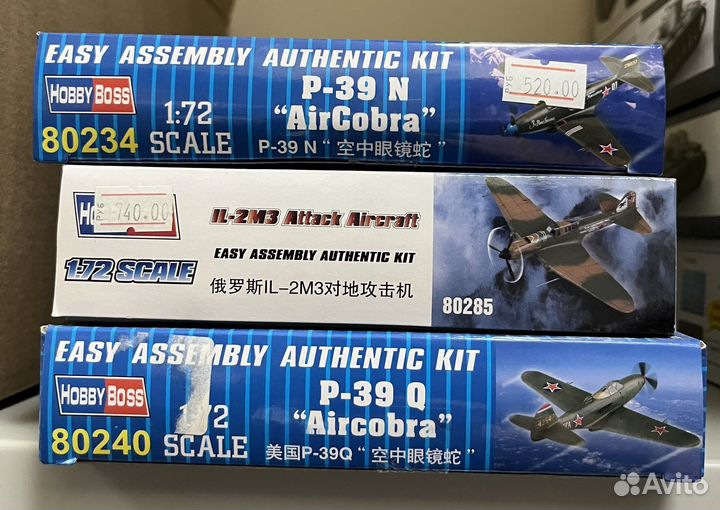 EASY ASSEMBLY AUTHENTIC KIT
HOBBY BOSS
1:72
80234 SCALE
P-39 N
"AirCobra"
P-39 N "空中眼镜蛇"
РУБ
520.00
740.00
1:72 SCALE
IL-2M3 Attack Aircraft
EASY ASSEMBLY AUTHENTIC KIT
俄罗斯IL-2M3对地攻击机
80285
EASY ASSEMBLY AUTHENTIC KIT
HOBBY BOSS
80240 SCALE
P-39 Q
"Aircobra"
美国P-39Q "空中眼镜蛇"
Avito